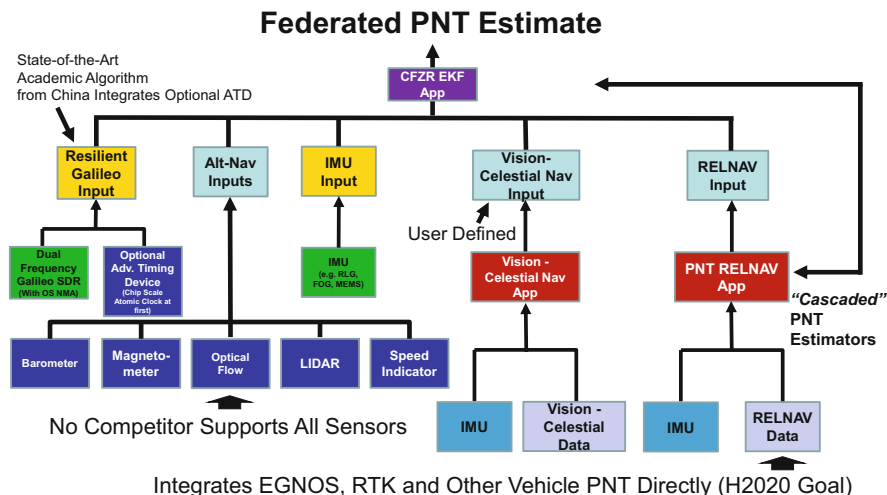 Federated PNT Estimate
State-of-the-Art
Academic Algorithm
from China Integrates Optional ATD
CFZR EKF
App
Resilient
Galileo
Input
Alt-Nav
Inputs
IMU
Input
Vision-
Celestial Nav
Input
RELNAV
Input
User Defined
Dual
Frequency
Galileo SDR
(With OS NMA)
Optional
Adv. Timing
Device
(Chip Scale
Atomic Clock at
first)
IMU
(e.g. RLG,
FOG, MEMS)
Vision -
Celestial Nav
App
PNT RELNAV
App
“Cascaded”
PNT
Estimators
Barometer
Magneto-
meter
Optical
Flow
LIDAR
Speed
Indicator
No Competitor Supports All Sensors
IMU
Vision -
Celestial
Data
IMU
RELNAV
Data
Integrates EGNOS, RTK and Other Vehicle PNT Directly (H2020 Goal)